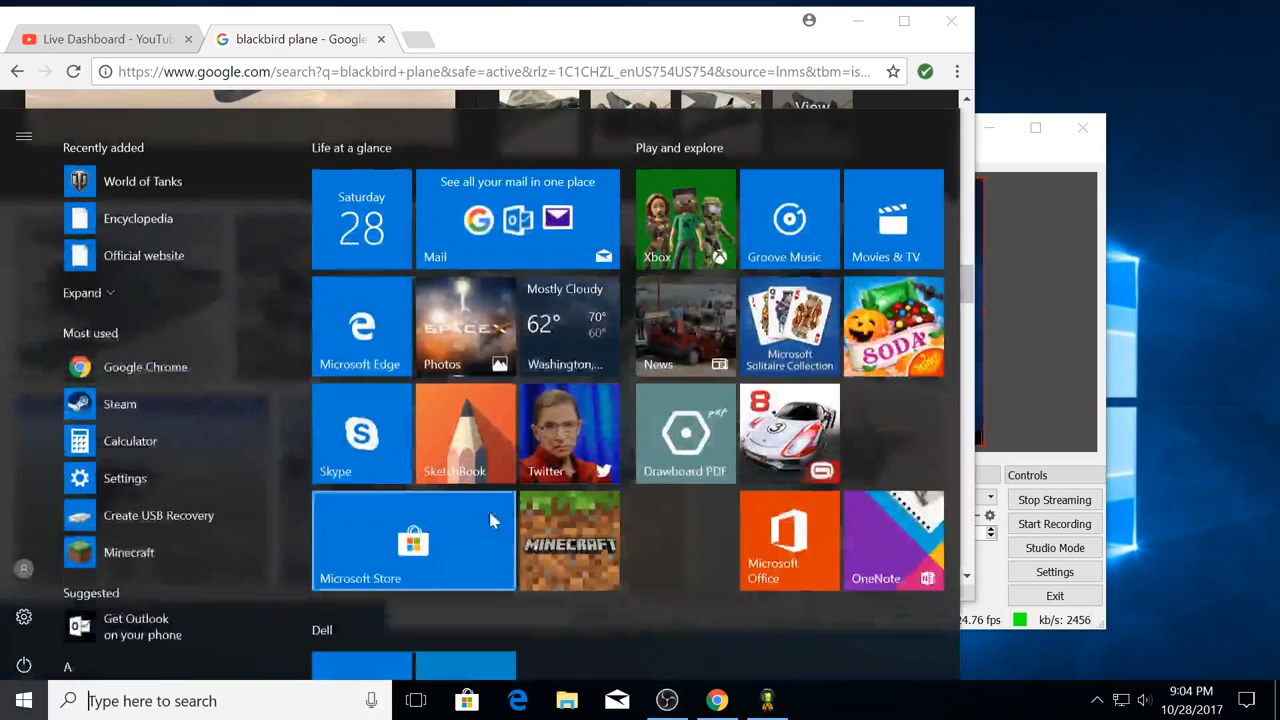 Live Dashboard - YouTub
blackbird plane - Google
https://www.google.com/search?q=blackbird+plane&safe=active&rlz=1C1CHZL_enUS754US754&source=lnms&tbm=is...
View
Recently added
World of Tanks
Encyclopedia
Official website
Expand
Most used
Google Chrome
Steam
Calculator
Settings
Create USB Recovery
Minecraft
Suggested
Get Outlook
on your phone
A
Life at a glance
Saturday
28
See all your mail in one place
Mail
Microsoft Edge
SPACEX
Photos
Mostly Cloudy
62° 70°
60°
Washington,...
Skype
SketchBook
Twitter
Microsoft Store
MINECRAFT
Dell
Play and explore
Xbox
Groove Music
Movies & TV
News
Microsoft
Solitaire Collection
SODA
PDF
Drawboard PDF
8
3
Microsoft
Office
OneNote
Controls
Stop Streaming
Start Recording
Studio Mode
Settings
Exit
24.76 fps
kb/s: 2456
Type here to search
9:04 PM
10/28/2017